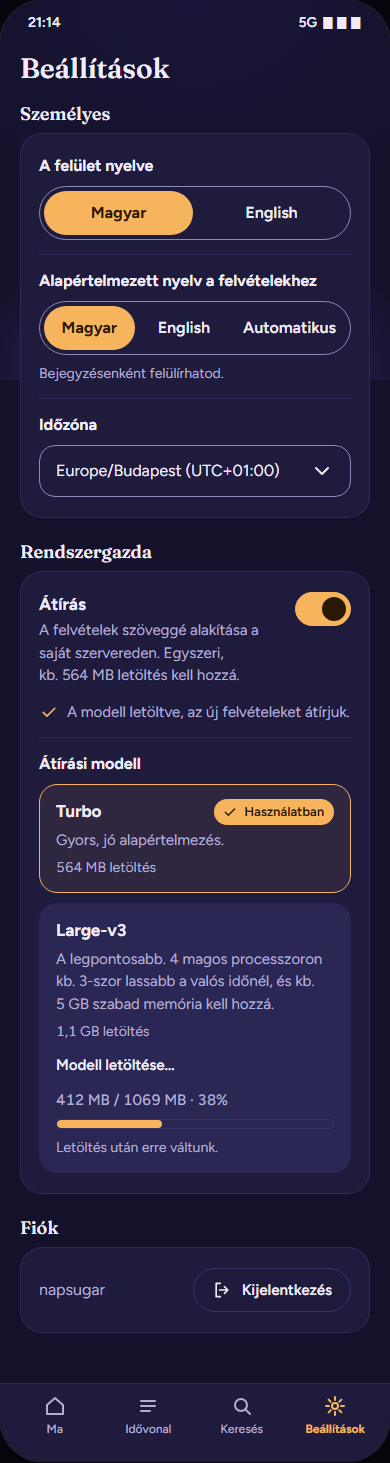 21:14
5G
Beállítások
Személyes
A felület nyelve
Magyar
English
Alapértelmezett nyelv a felvételekhez
Magyar
English
Automatikus
Bejegyzésenként felülírhatod.
Időzóna
Europe/Budapest (UTC+01:00)
Rendszergazda
Átírás
A felvételek szöveggé alakítása a
saját szervereden. Egyszeri,
kb. 564 MB letöltés kell hozzá.
A modell letöltve, az új felvételeket átírjuk.
Átírási modell
Turbo
Használatban
Gyors, jó alapértelmezés.
564 MB letöltés
Large-v3
A legpontosabb. 4 magos processzoron
kb. 3-szor lassabb a valós időnél, és kb.
5 GB szabad memória kell hozzá.
1,1 GB letöltés
Modell letöltése…
412 MB / 1069 MB · 38%
Letöltés után erre váltunk.
Fiók
napsugar
Kijelentkezés
Ma
Idővonal
Keresés
Beállítások